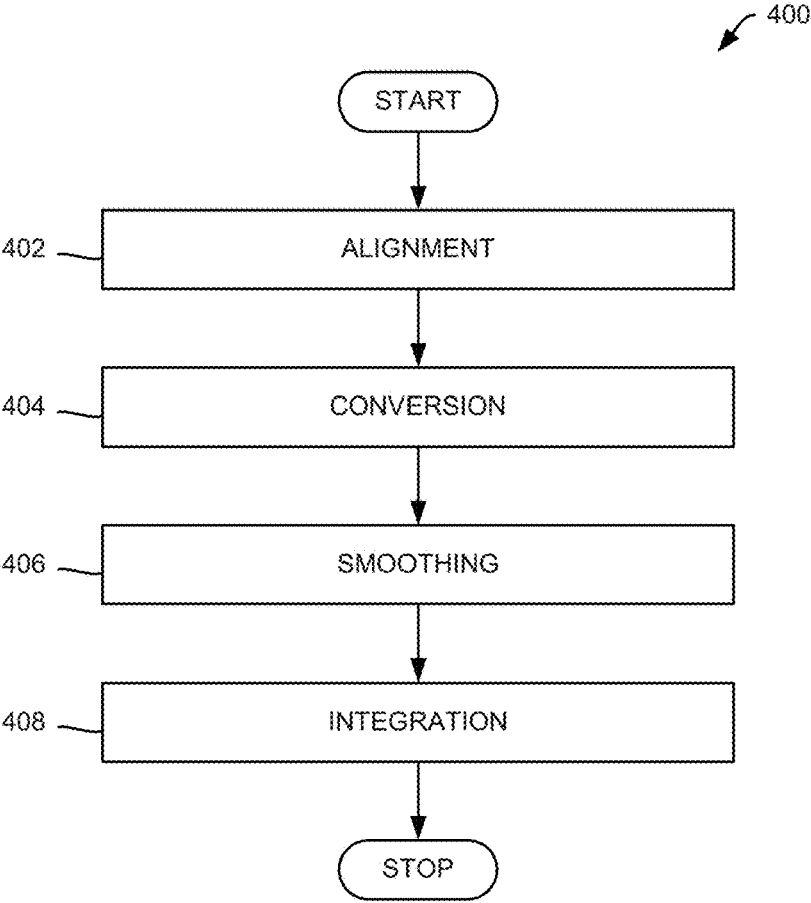 400
START
402 ALIGNMENT
404 CONVERSION
406 SMOOTHING
408 INTEGRATION
STOP